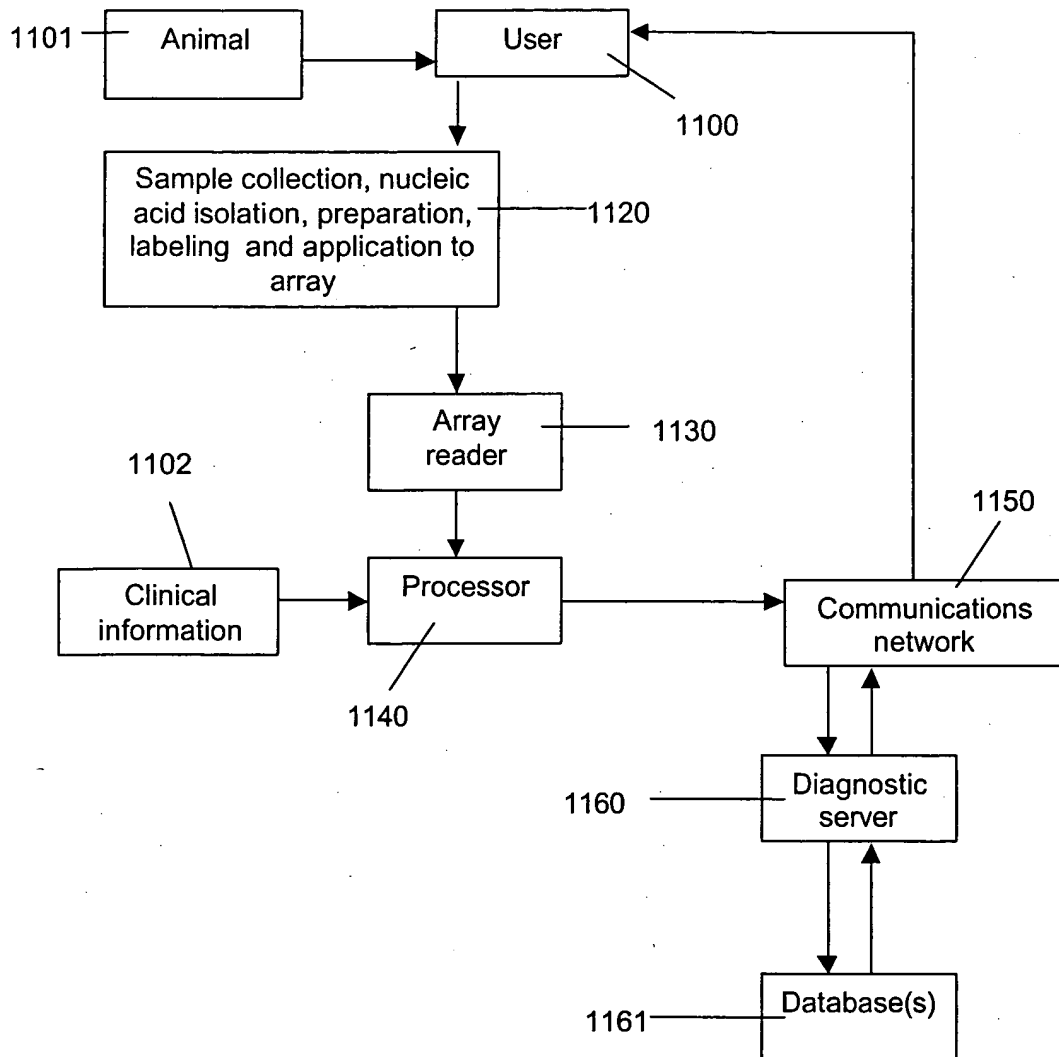 1101
Animal
User
1100
Sample collection, nucleic
acid isolation, preparation,
labeling and application to
array
1120
Array
reader
1130
1102
1150
Clinical
information
Processor
Communications
network
1140
1160
Diagnostic
server
1161
Database(s)